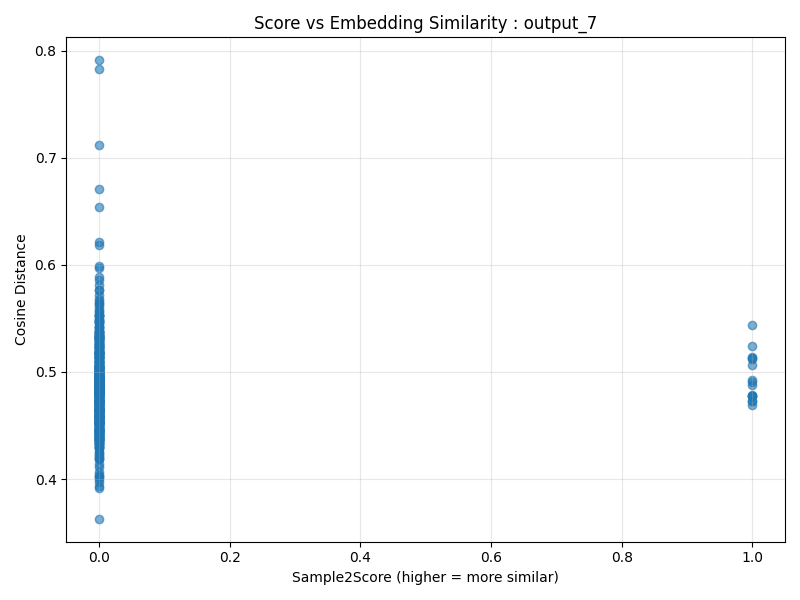 Score vs Embedding Similarity : output_7
0.8
0.7
0.6
0.5
0.4
Cosine Distance
0.0 0.2 0.4 0.6 0.8 1.0
Sample2Score (higher = more similar)